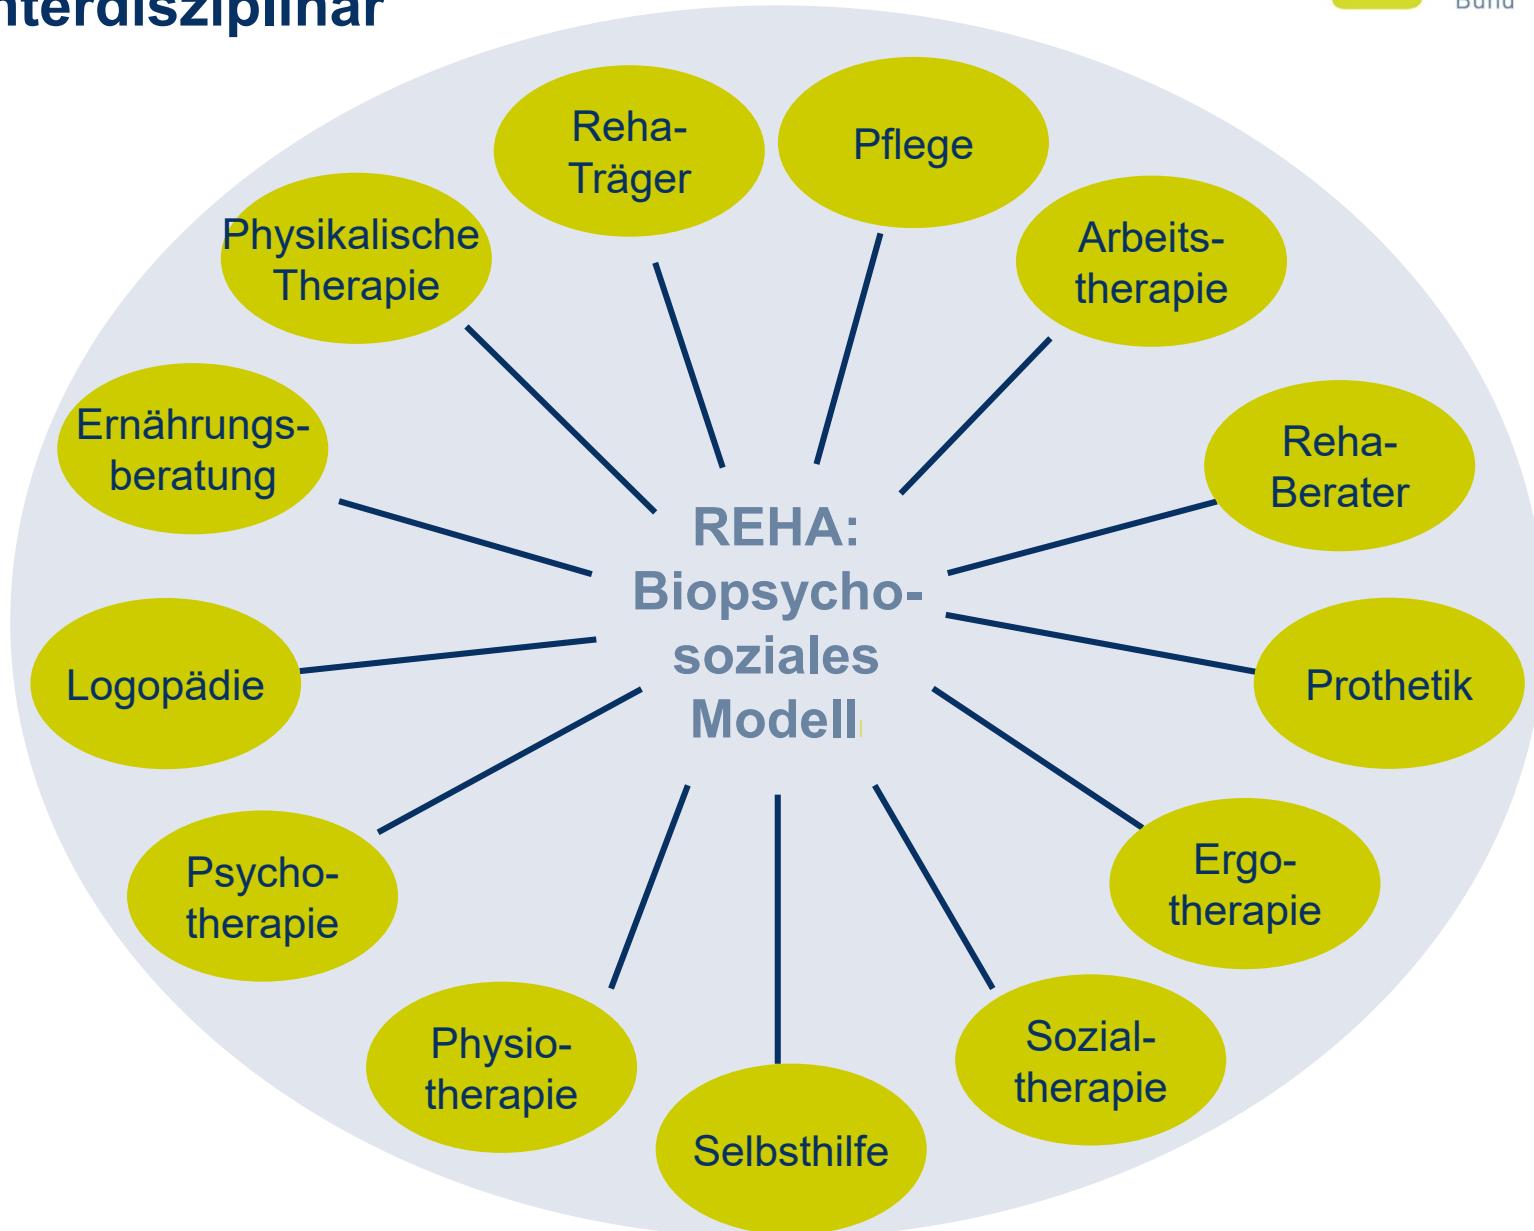 nterdisziplinär
Bund
Reha-
Träger
Pflege
Physikalische
Therapie
Arbeits-
therapie
Ernährungs-
beratung
Reha-
Berater
REHA:
Biopsycho-
soziales
Modell
Logopädie
Prothetik
Psycho-
therapie
Ergo-
therapie
Physio-
therapie
Sozial-
therapie
Selbsthilfe